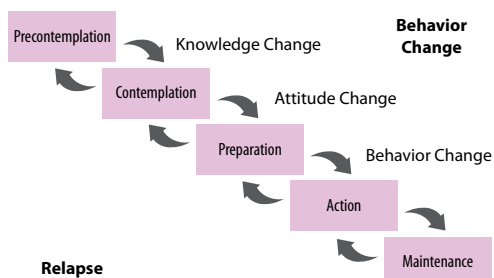 Behavior
Change
Precontemplation
Knowledge Change
Contemplation
Attitude Change
Preparation
Behavior Change
Action
Maintenance
Relapse